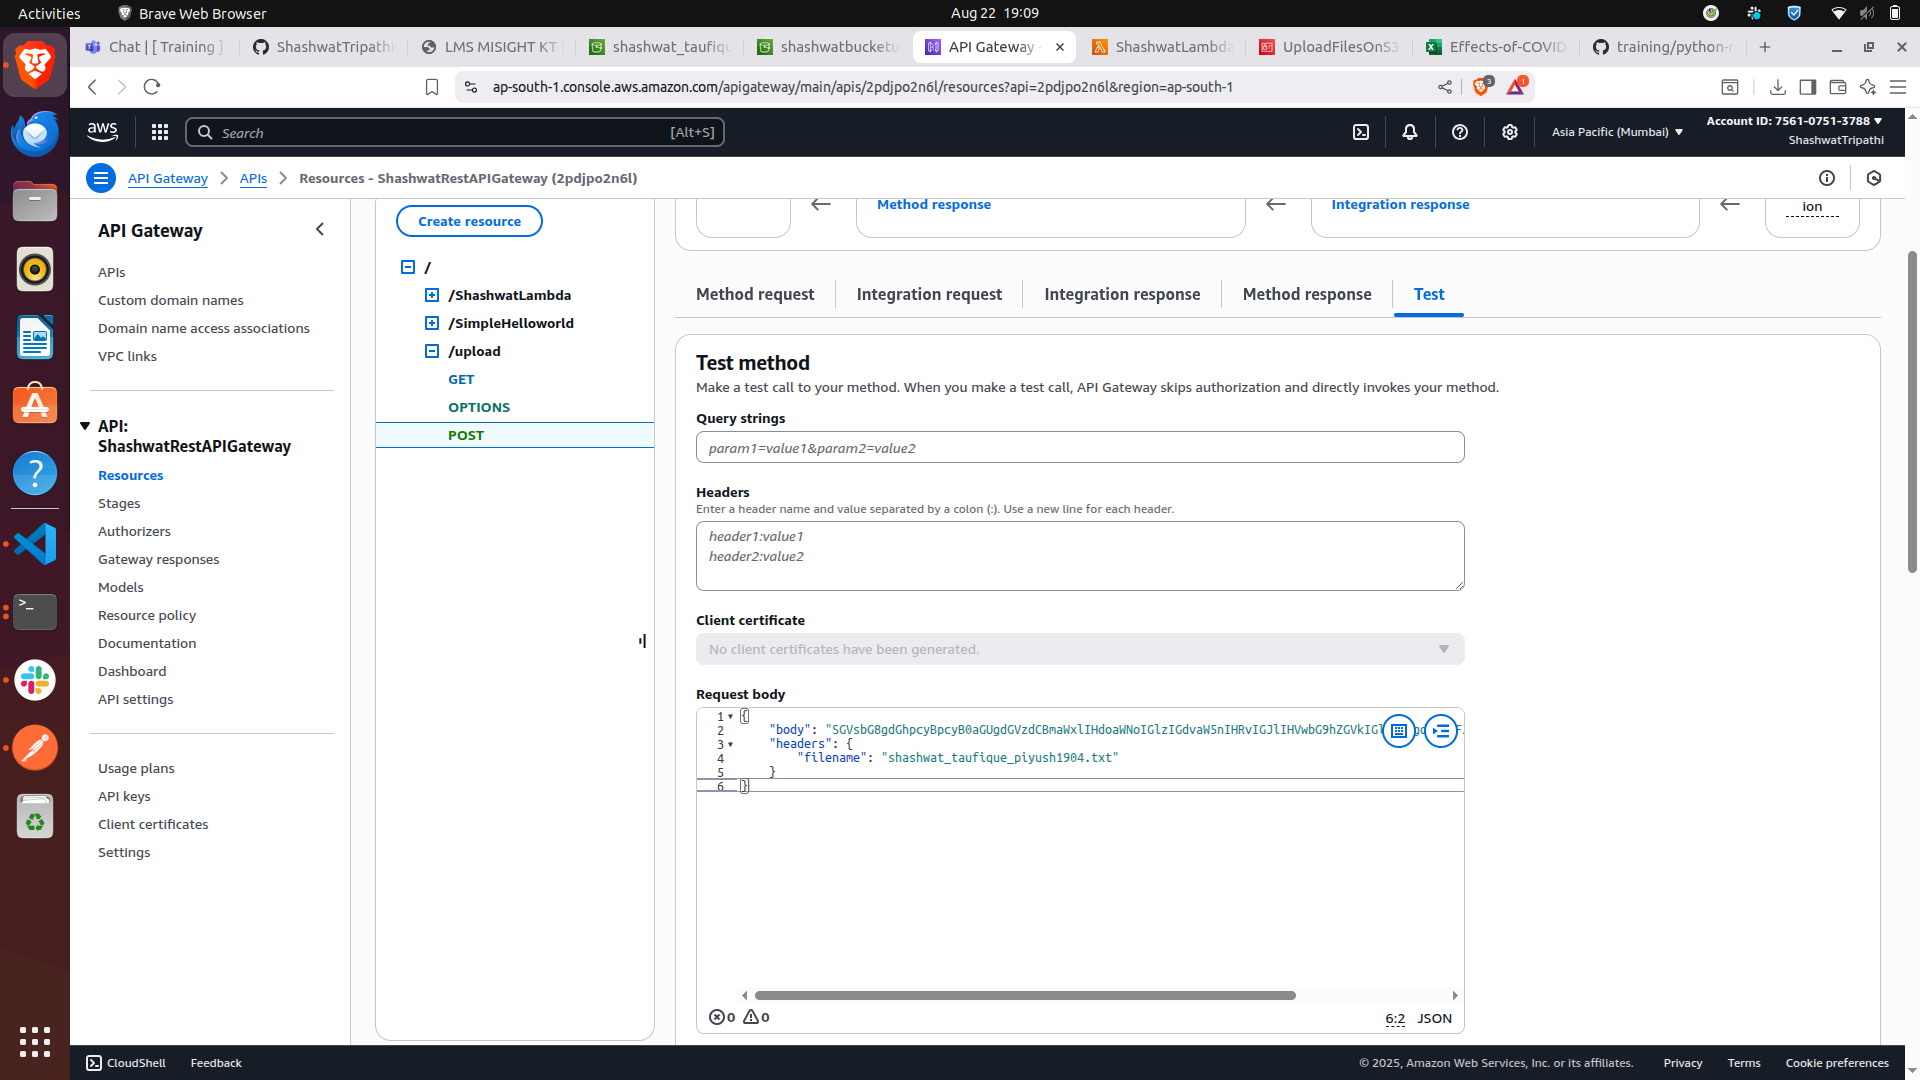 Activities
Brave Web Browser
Aug 22 19:09
Chat | [ Training ]
ShashwatTripathi
LMS MISIGHT KT
shashwat_taufiqu
shashwatbucketu
API Gateway -
ShashwatLambda
UploadFilesOnS3
Effects-of-COVID
training/python-
ap-south-1.console.aws.amazon.com/apigateway/main/apis/2pdjpo2n6l/resources?api=2pdjpo2n6l&region=ap-south-1
3
1
aws
Search
[Alt+S]
Asia Pacific (Mumbai)
Account ID: 7561-0751-3788
ShashwatTripathi
API Gateway
APIs
Resources - ShashwatRestAPIGateway (2pdjpo2n6l)
API Gateway
APIs
Custom domain names
Domain name access associations
VPC links
API:
ShashwatRestAPIGateway
Resources
Stages
Authorizers
Gateway responses
Models
Resource policy
Documentation
Dashboard
API settings
Usage plans
API keys
Client certificates
Settings
Create resource
/
/ShashwatLambda
/SimpleHelloworld
/upload
GET
OPTIONS
POST
Method response
Integration response
ion
Method request
Integration request
Integration response
Method response
Test
Test method
Make a test call to your method. When you make a test call, API Gateway skips authorization and directly invokes your method.
Query strings
param1=value1&param2=value2
Headers
Enter a header name and value separated by a colon (:). Use a new line for each header.
header1:value1
header2:value2
Client certificate
No client certificates have been generated.
Request body
1 {
2 "body": "SGVsbG8gdGhpcyBpcyB0aGUgdGVzdCBmaWxlIHdoaWNoIGlzIGdvaW5nIHRvIGJlIHVwbG9hZGVkIG
3 "headers": {
4 "filename": "shashwat_taufique_piyush1904.txt"
5 }
6 }
0
0
6:2 JSON
CloudShell
Feedback
© 2025, Amazon Web Services, Inc. or its affiliates.
Privacy
Terms
Cookie preferences